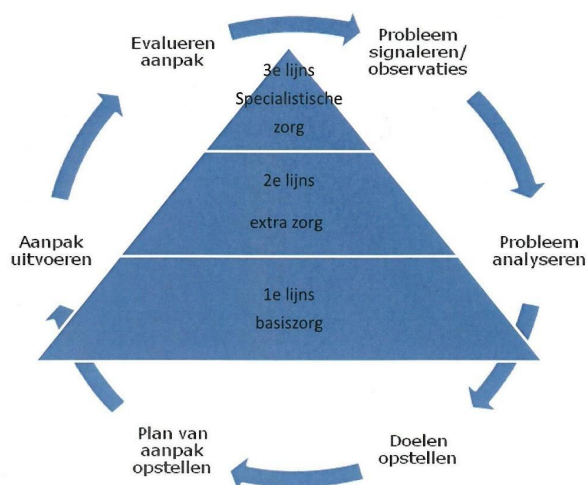 Evalueren
aanpak
Probleem
signaleren/
observaties
3e lijns
Specialistische
zorg
2e lijns
extra zorg
Aanpak
uitvoeren
Probleem
analyseren
1e lijns
basiszorg
Plan van
aanpak
opstellen
Doelen
opstellen